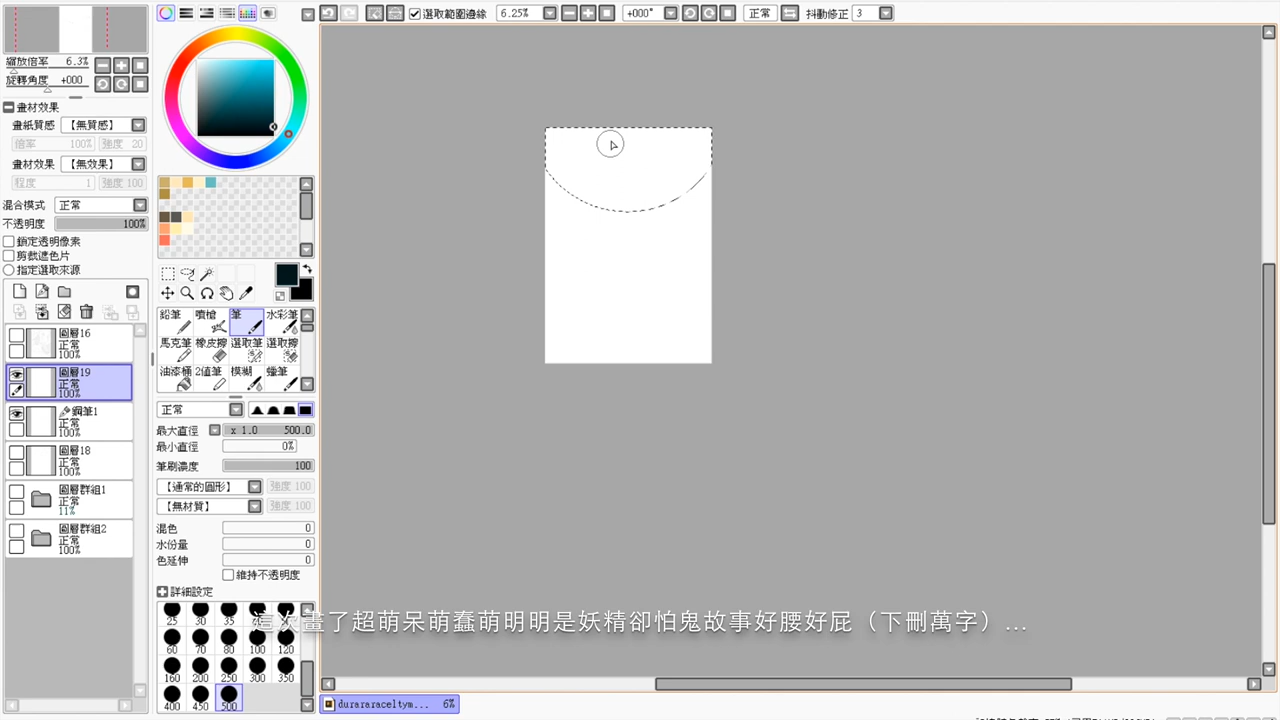 選取範圍邊緣 6.25% +000° 正常 抖動修正 3
縮放倍率 6.3%
旋轉角度 +000
畫材效果
畫紙質感 【無質感】
倍率 100% 強度 20
畫材效果 【無效果】
程度 1 強度 100
混合模式 正常
不透明度 100%
鎖定透明像素
剪裁遮色片
指定選取來源
圖層16
正常
100%
圖層19
正常
100%
鋼筆1
正常
100%
圖層18
正常
100%
圖層群組1
正常
11%
圖層群組2
正常
100%
鉛筆 噴槍 筆 水彩筆
馬克筆 橡皮擦 選取筆 選取擦
油漆桶 2值筆 模糊 蠟筆
正常
最大直徑 x 1.0 500.0
最小直徑 0%
筆刷濃度 100
【通常的圓形】 強度 100
【無材質】 強度 100
混色 0
水份量 0
色延伸 0
維持不透明度
詳細設定
25 30 35
60 70 80 100 120
160 200 250 300 350
400 450 500
這次畫了超萌呆萌蠢萌明明是妖精卻怕鬼故事好腰好屁（下刪萬字）...
durararaceltym... 6%